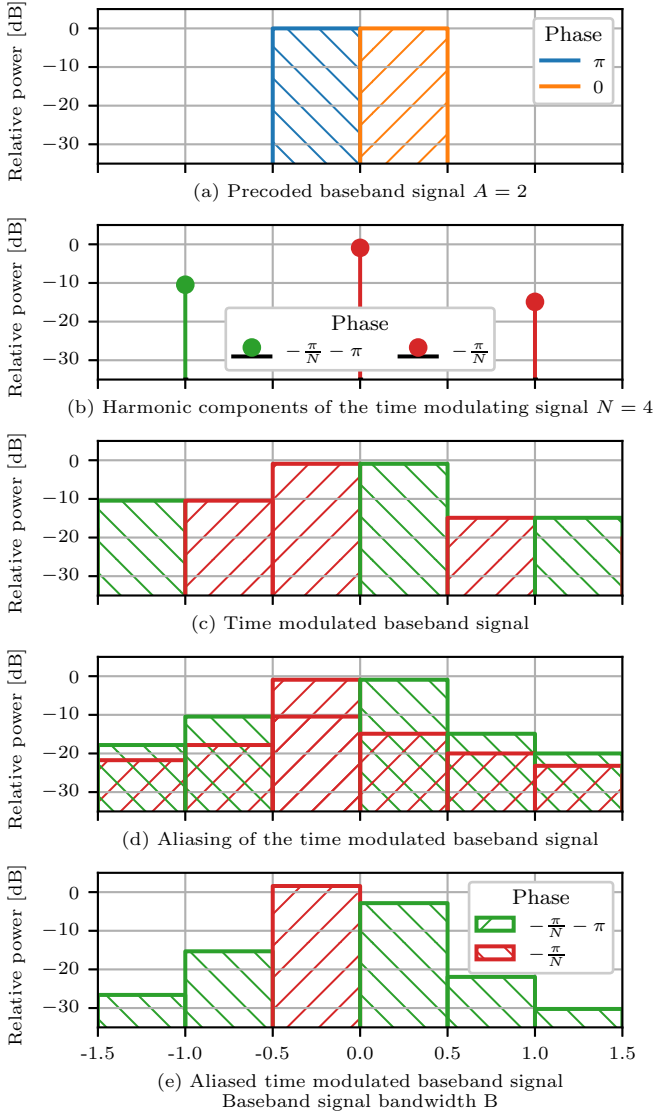 Relative power [dB]
0
−10
−20
−30
Phase
π
0
(a) Precoded baseband signal A = 2
Relative power [dB]
0
−10
−20
−30
Phase
− π/N − π
− π/N
(b) Harmonic components of the time modulating signal N = 4
Relative power [dB]
0
−10
−20
−30
(c) Time modulated baseband signal
Relative power [dB]
0
−10
−20
−30
(d) Aliasing of the time modulated baseband signal
Relative power [dB]
0
−10
−20
−30
Phase
− π/N − π
− π/N
-1.5 -1.0 -0.5 0.0 0.5 1.0 1.5
(e) Aliased time modulated baseband signal
Baseband signal bandwidth B